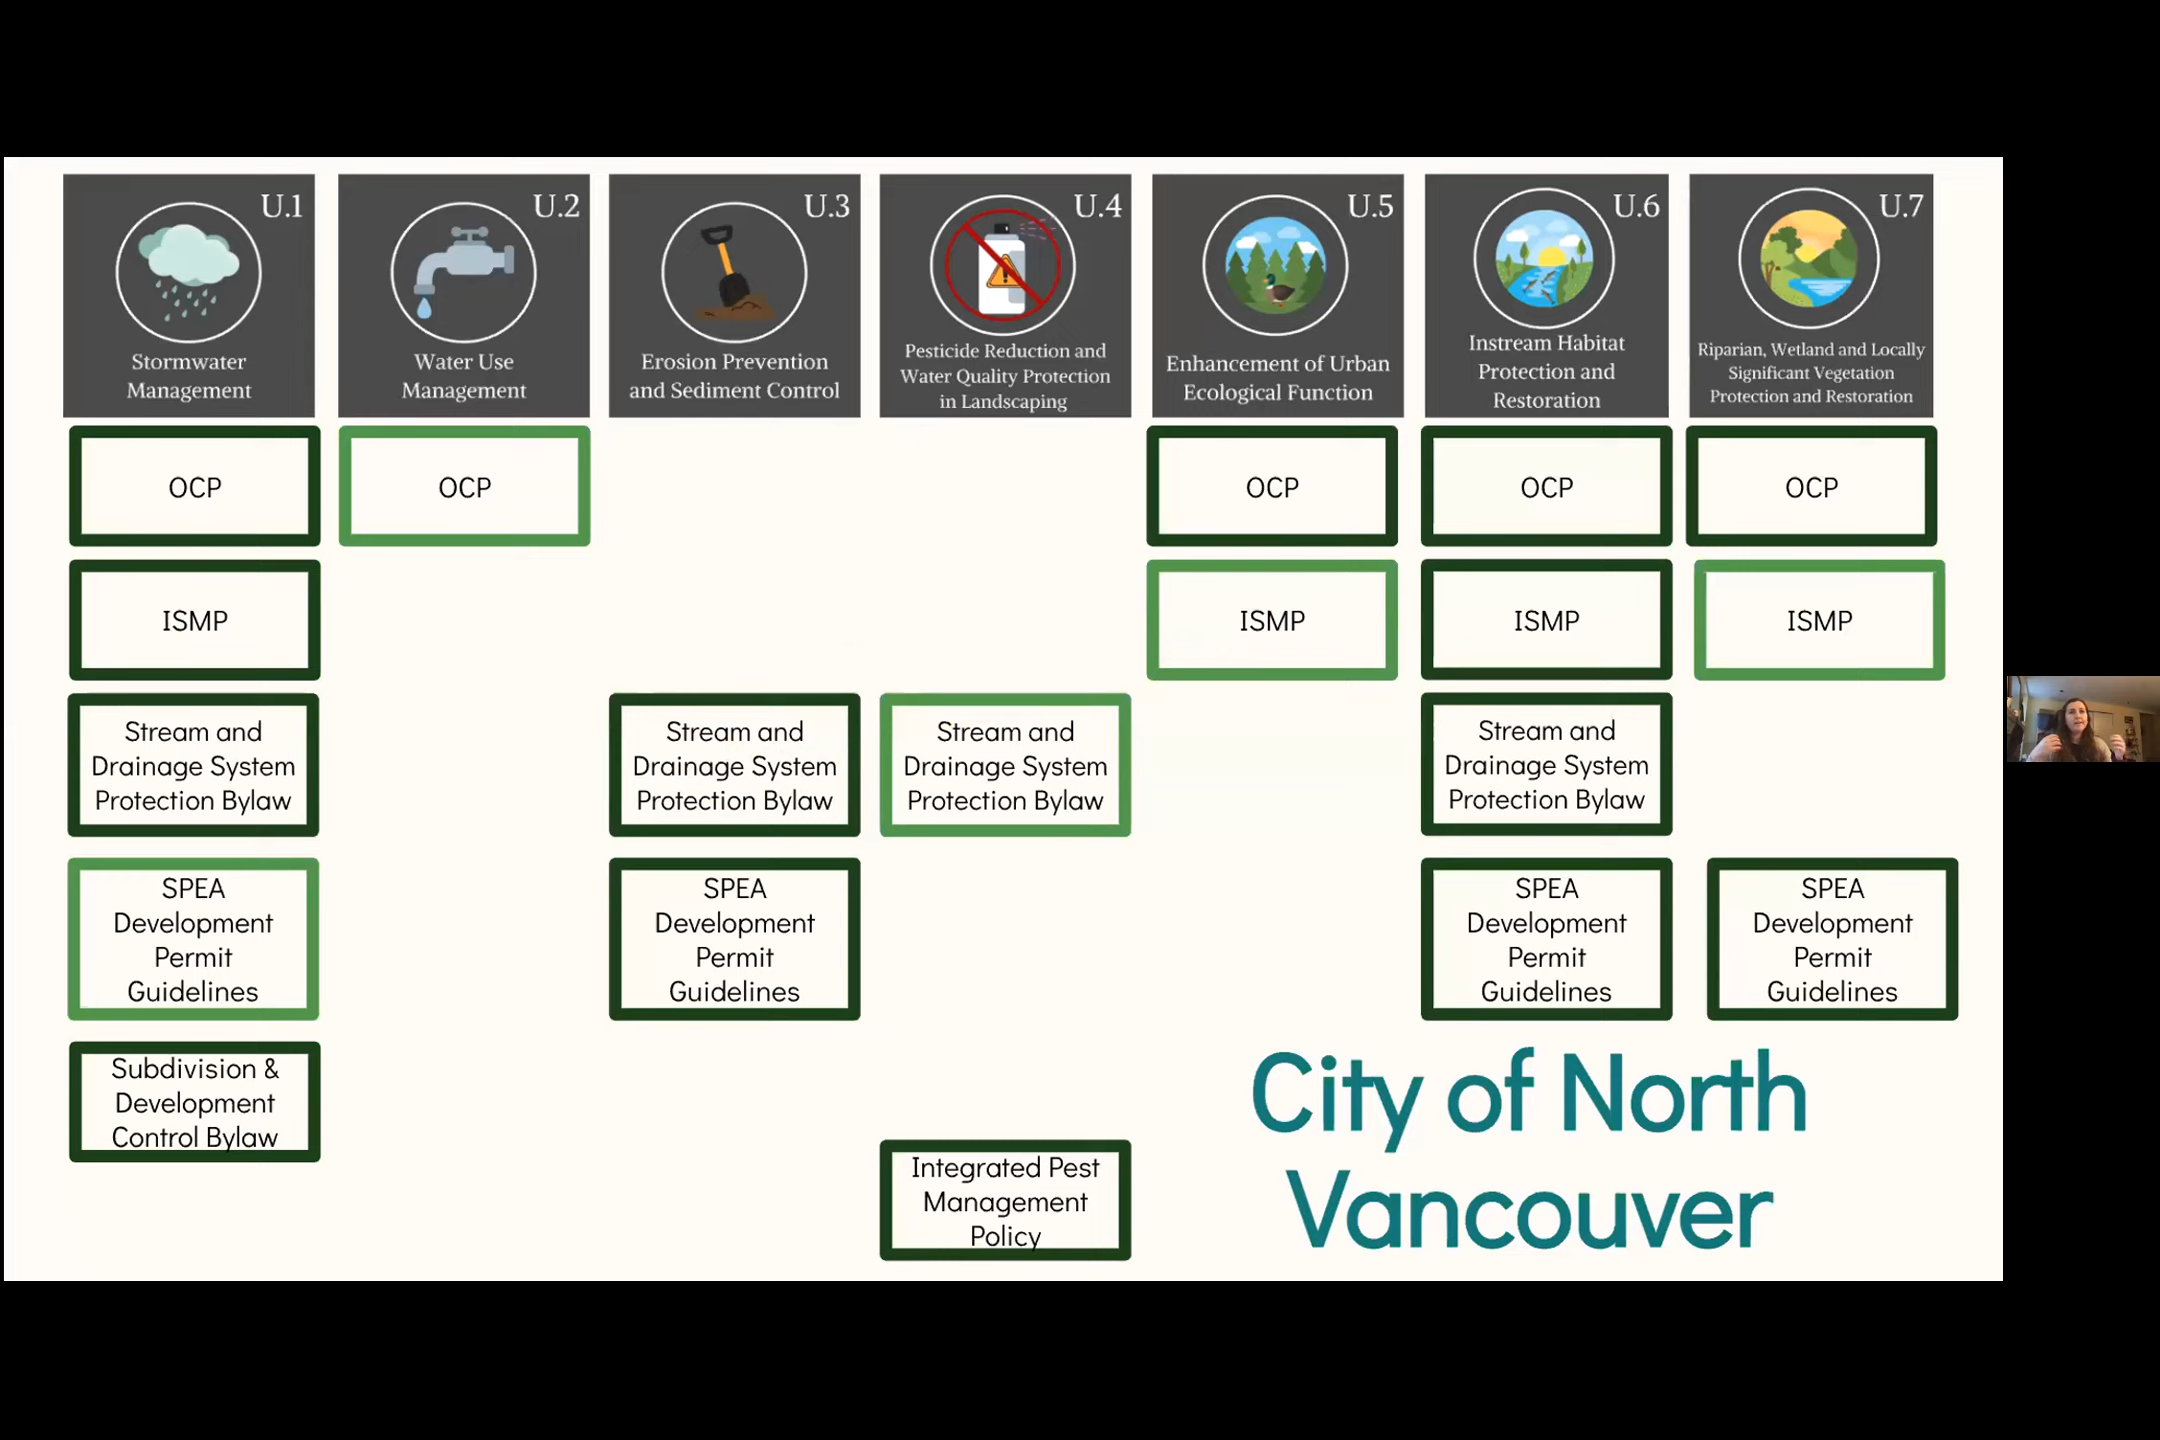 U.1
Stormwater
Management
U.2
Water Use
Management
U.3
Erosion Prevention
and Sediment Control
U.4
Pesticide Reduction and
Water Quality Protection
in Landscaping
U.5
Enhancement of Urban
Ecological Function
U.6
Instream Habitat
Protection and
Restoration
U.7
Riparian, Wetland and Locally
Significant Vegetation
Protection and Restoration
OCP
OCP
OCP
OCP
OCP
ISMP
ISMP
ISMP
ISMP
Stream and
Drainage System
Protection Bylaw
Stream and
Drainage System
Protection Bylaw
Stream and
Drainage System
Protection Bylaw
Stream and
Drainage System
Protection Bylaw
SPEA
Development
Permit
Guidelines
SPEA
Development
Permit
Guidelines
SPEA
Development
Permit
Guidelines
SPEA
Development
Permit
Guidelines
Subdivision &
Development
Control Bylaw
Integrated Pest
Management
Policy
City of North
Vancouver